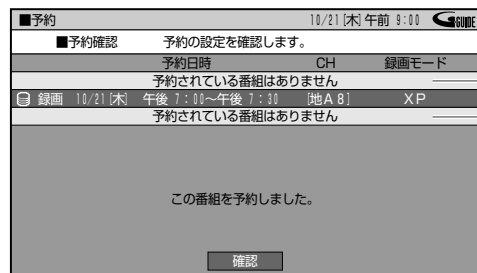 ■予約 10/21[木]午前 9:00 GGUIDE
■予約確認 予約の設定を確認します。
予約日時 CH 録画モード
予約されている番組はありません
録画 10/21[木] 午後 7:00～午後 7:30 [地A8] XP
予約されている番組はありません
この番組を予約しました。
確認